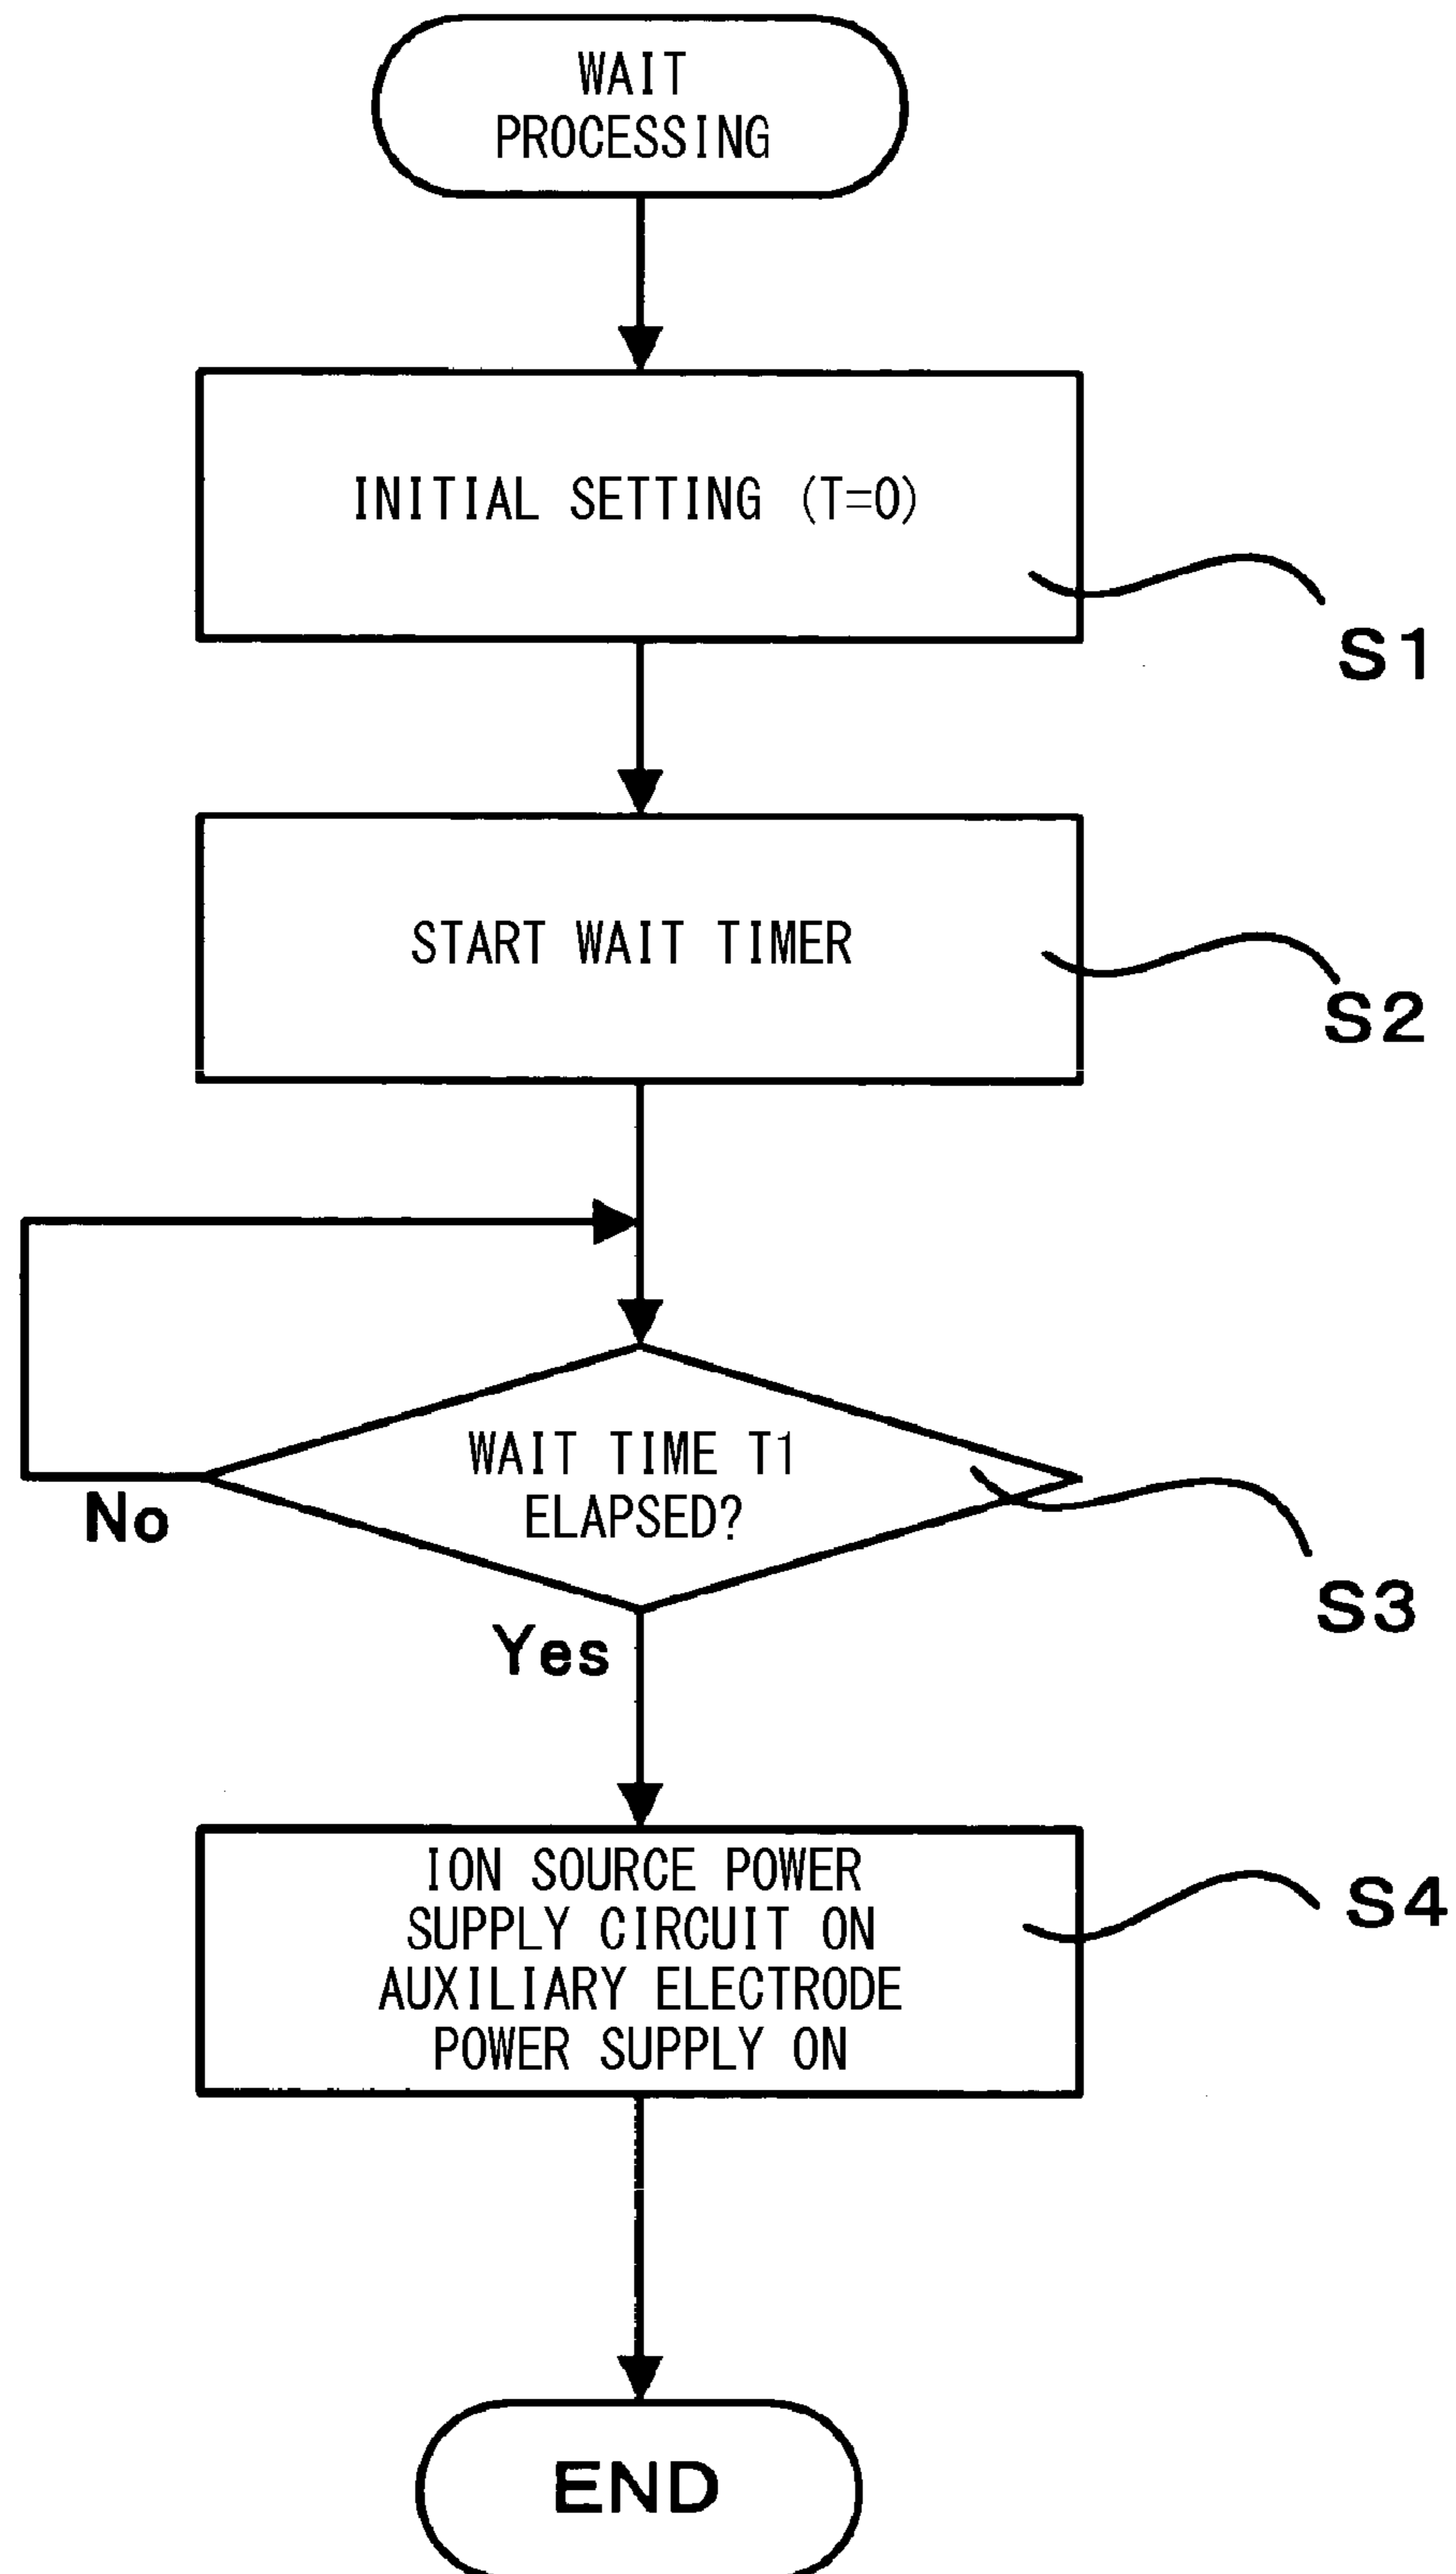 WAIT
PROCESSING
INITIAL SETTING (T=0)
S1
START WAIT TIMER
S2
WAIT TIME T1
ELAPSED?
No
S3
Yes
ION SOURCE POWER
SUPPLY CIRCUIT ON
AUXILIARY ELECTRODE
POWER SUPPLY ON
S4
END